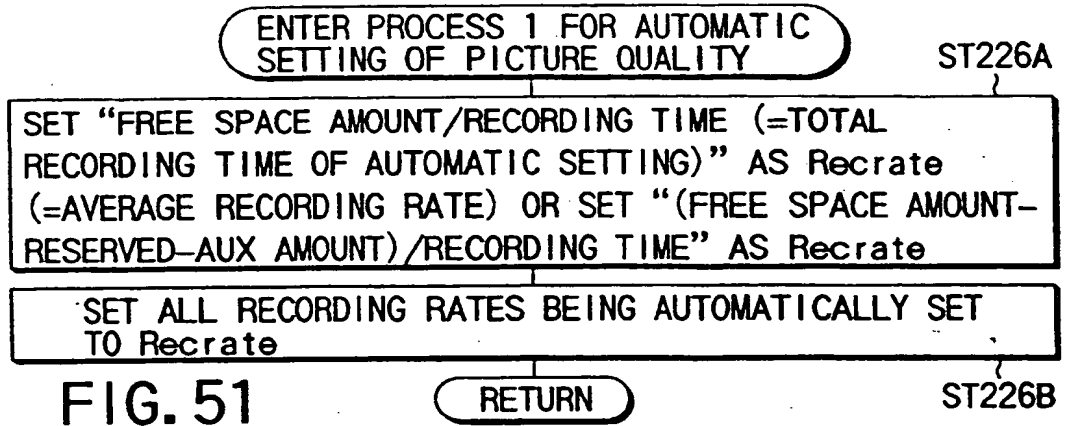 ENTER PROCESS 1 FOR AUTOMATIC
SETTING OF PICTURE QUALITY
ST226A
SET “FREE SPACE AMOUNT/RECORDING TIME (=TOTAL
RECORDING TIME OF AUTOMATIC SETTING)” AS Recrate
(=AVERAGE RECORDING RATE) OR SET “(FREE SPACE AMOUNT–
RESERVED–AUX AMOUNT)/RECORDING TIME” AS Recrate
SET ALL RECORDING RATES BEING AUTOMATICALLY SET
TO Recrate
ST226B
RETURN
FIG. 51